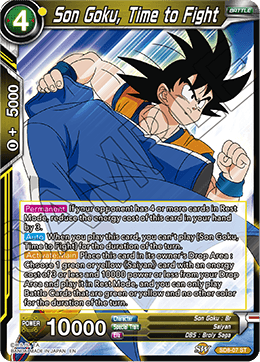 Son Goku, Time to Fight
BATTLE
4
0 + 5000
Permanent If your opponent has 4 or more cards in Rest
Mode, reduce the energy cost of this card in your hand
by 3.
Auto When you play this card, you can't play {Son Goku,
Time to Fight} for the duration of the turn.
Activate Main Place this card in its owner's Drop Area :
Choose 1 green or yellow ‹Saiyan› card with an energy
cost of 3 or less and 10000 power or less from your Drop
Area and play it in Rest Mode, and you can only play
Battle Cards that are green or yellow and no other color
for the duration of the turn.
POWER
10000
Character
Son Goku : Br
Special Trait
Saiyan
Era
DBS : Broly Saga
BANDAI MADE IN JAPAN EN
SD8-07 ST